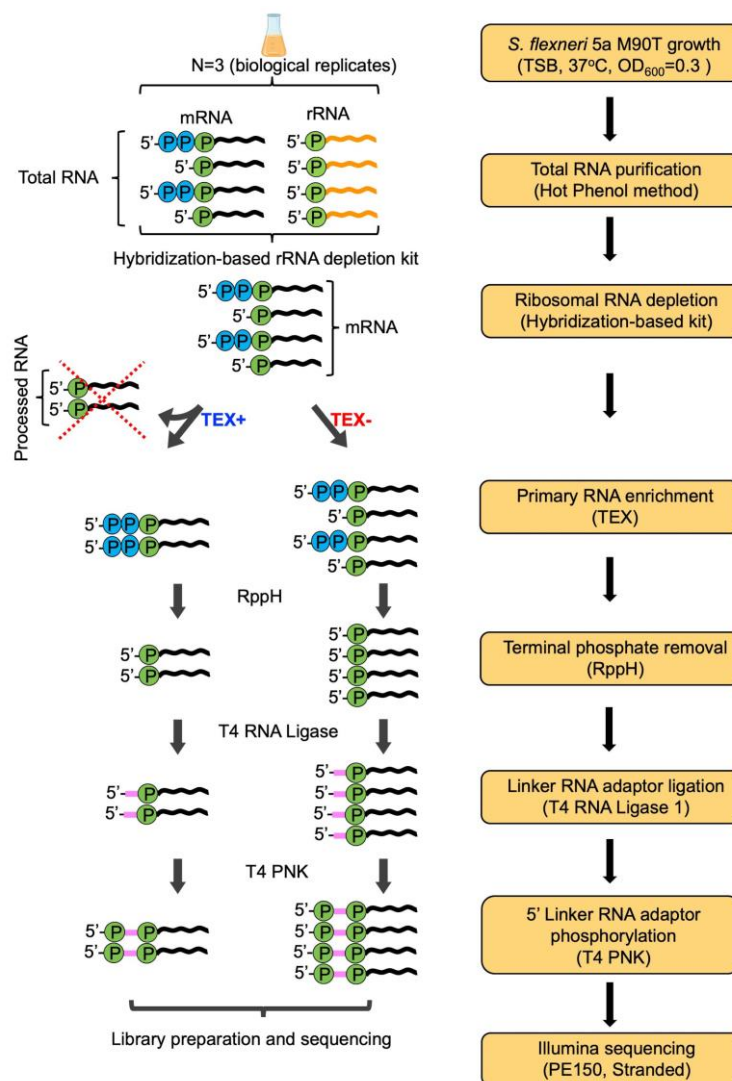 N=3 (biological replicates)
mRNA
rRNA
Total RNA
5’-PPP
5’-P
5’-P
5’-P
5’-PPP
5’-P
5’-P
5’-P
Hybridization-based rRNA depletion kit
5’-PPP
5’-P
5’-PPP
5’-P
mRNA
Processed RNA
5’-P
5’-P
TEX+
TEX-
5’-PPP
5’-PPP
5’-PPP
5’-P
5’-PPP
5’-P
RppH
5’-P
5’-P
5’-P
5’-P
5’-P
5’-P
T4 RNA Ligase
5’-P
5’-P
5’-P
5’-P
5’-P
5’-P
T4 PNK
5’-P P
5’-P P
5’-P P
5’-P P
5’-P P
5’-P P
Library preparation and sequencing
S. flexneri 5a M90T growth
(TSB, 37ºC, OD600=0.3 )
Total RNA purification
(Hot Phenol method)
Ribosomal RNA depletion
(Hybridization-based kit)
Primary RNA enrichment
(TEX)
Terminal phosphate removal
(RppH)
Linker RNA adaptor ligation
(T4 RNA Ligase 1)
5’ Linker RNA adaptor
phosphorylation
(T4 PNK)
Illumina sequencing
(PE150, Stranded)